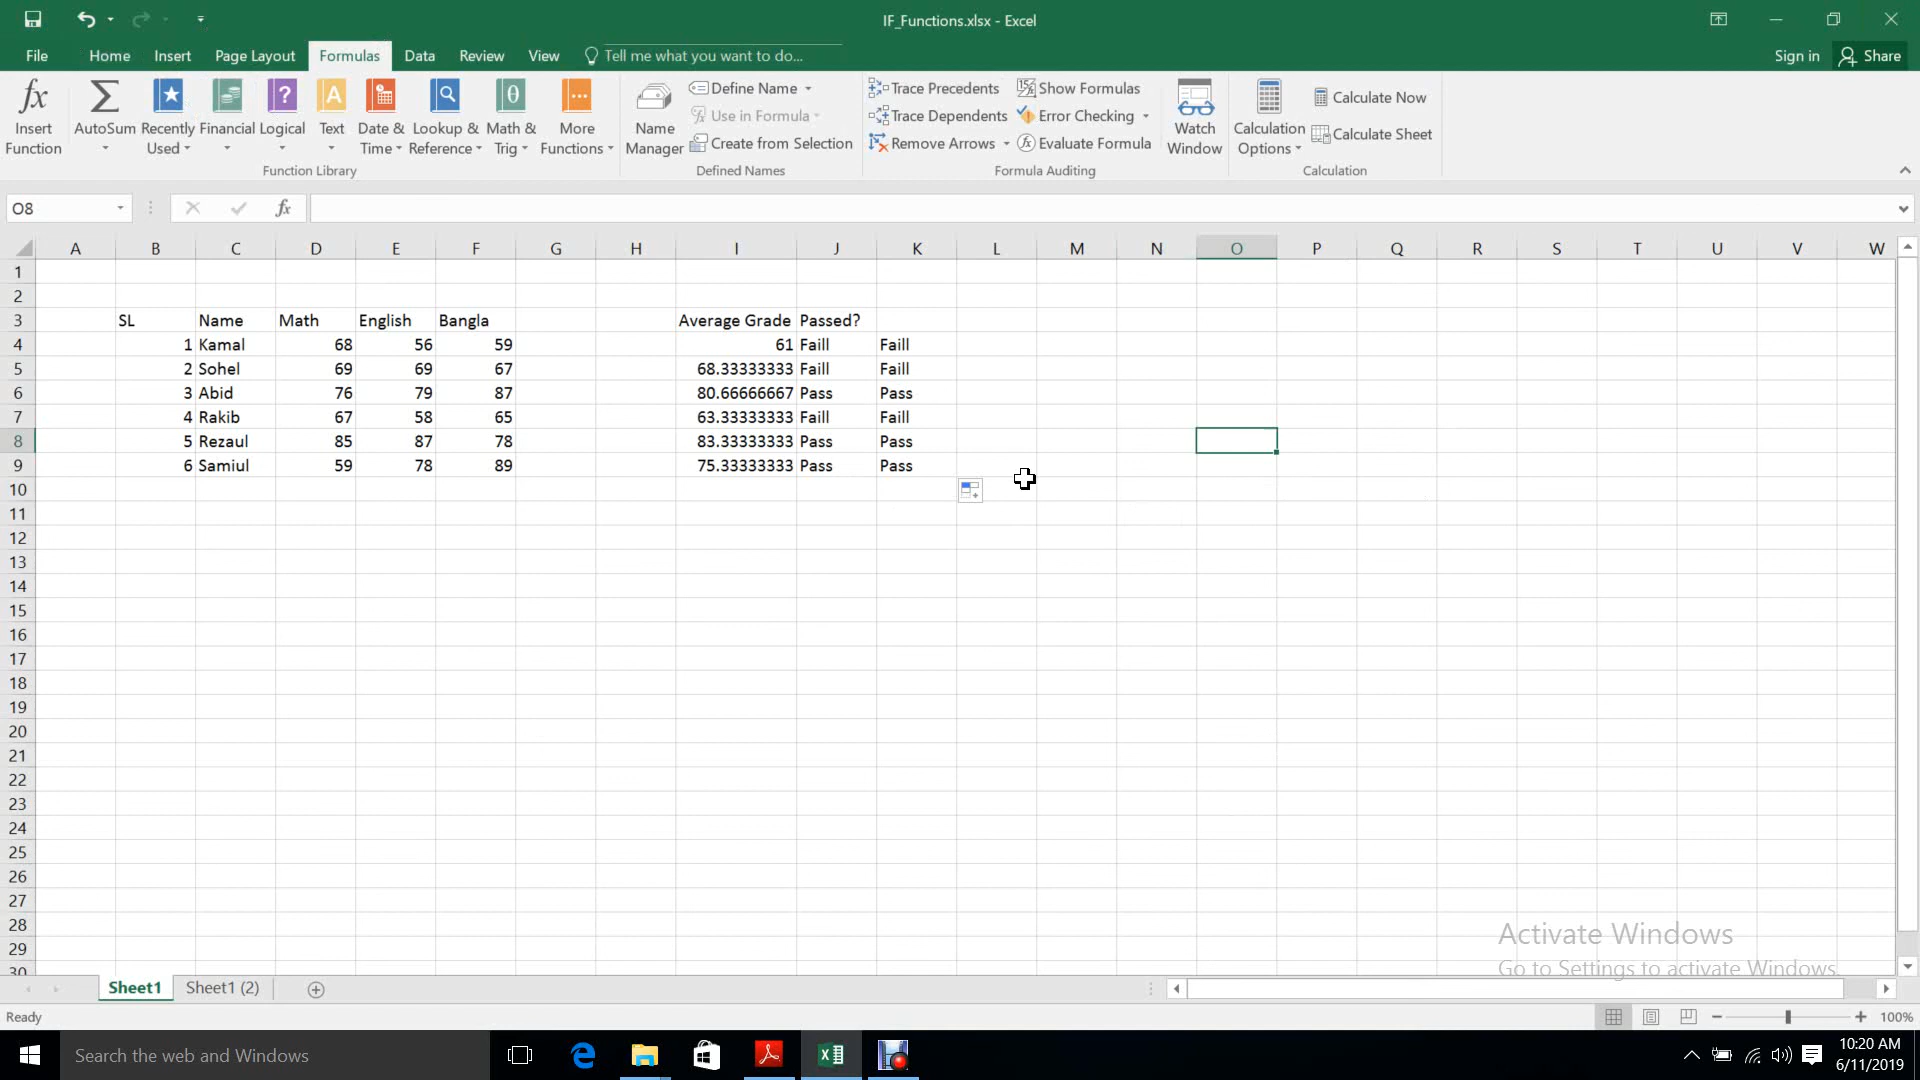 IF_Functions.xlsx - Excel
File Home Insert Page Layout Formulas Data Review View Tell me what you want to do... Sign in Share
Insert Function
AutoSum
Recently Used
Financial
Logical
Text
Date & Time
Lookup & Reference
Math & Trig
More Functions
Function Library
Name Manager
Define Name
Use in Formula
Create from Selection
Defined Names
Trace Precedents
Trace Dependents
Remove Arrows
Show Formulas
Error Checking
Evaluate Formula
Formula Auditing
Watch Window
Calculation Options
Calculate Now
Calculate Sheet
Calculation
O8 fx
A B C D E F G H I J K L M N O P Q R S T U V W
1
2
3 SL Name Math English Bangla Average Grade Passed?
4 1 Kamal 68 56 59 61 Faill Faill
5 2 Sohel 69 69 67 68.33333333 Faill Faill
6 3 Abid 76 79 87 80.66666667 Pass Pass
7 4 Rakib 67 58 65 63.33333333 Faill Faill
8 5 Rezaul 85 87 78 83.33333333 Pass Pass
9 6 Samiul 59 78 89 75.33333333 Pass Pass
10
11
12
13
14
15
16
17
18
19
20
21
22
23
24
25
26
27
28
29
30
Activate Windows
Go to Settings to activate Windows.
Sheet1 Sheet1 (2)
Ready 100%
Search the web and Windows
10:20 AM
6/11/2019